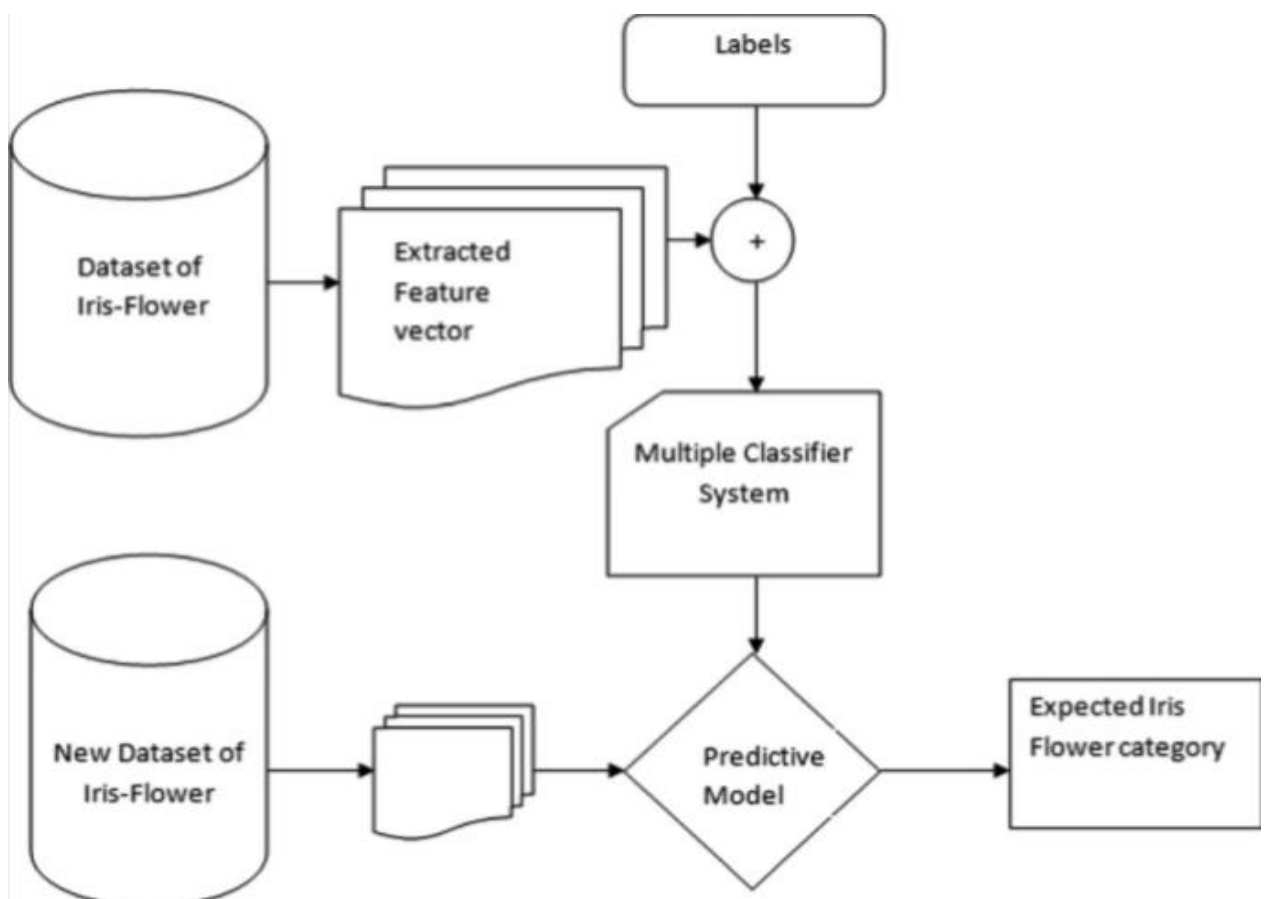 Labels
Dataset of
Iris-Flower
Extracted
Feature
vector
+
Multiple Classifier
System
New Dataset of
Iris-Flower
Predictive
Model
Expected Iris
Flower category